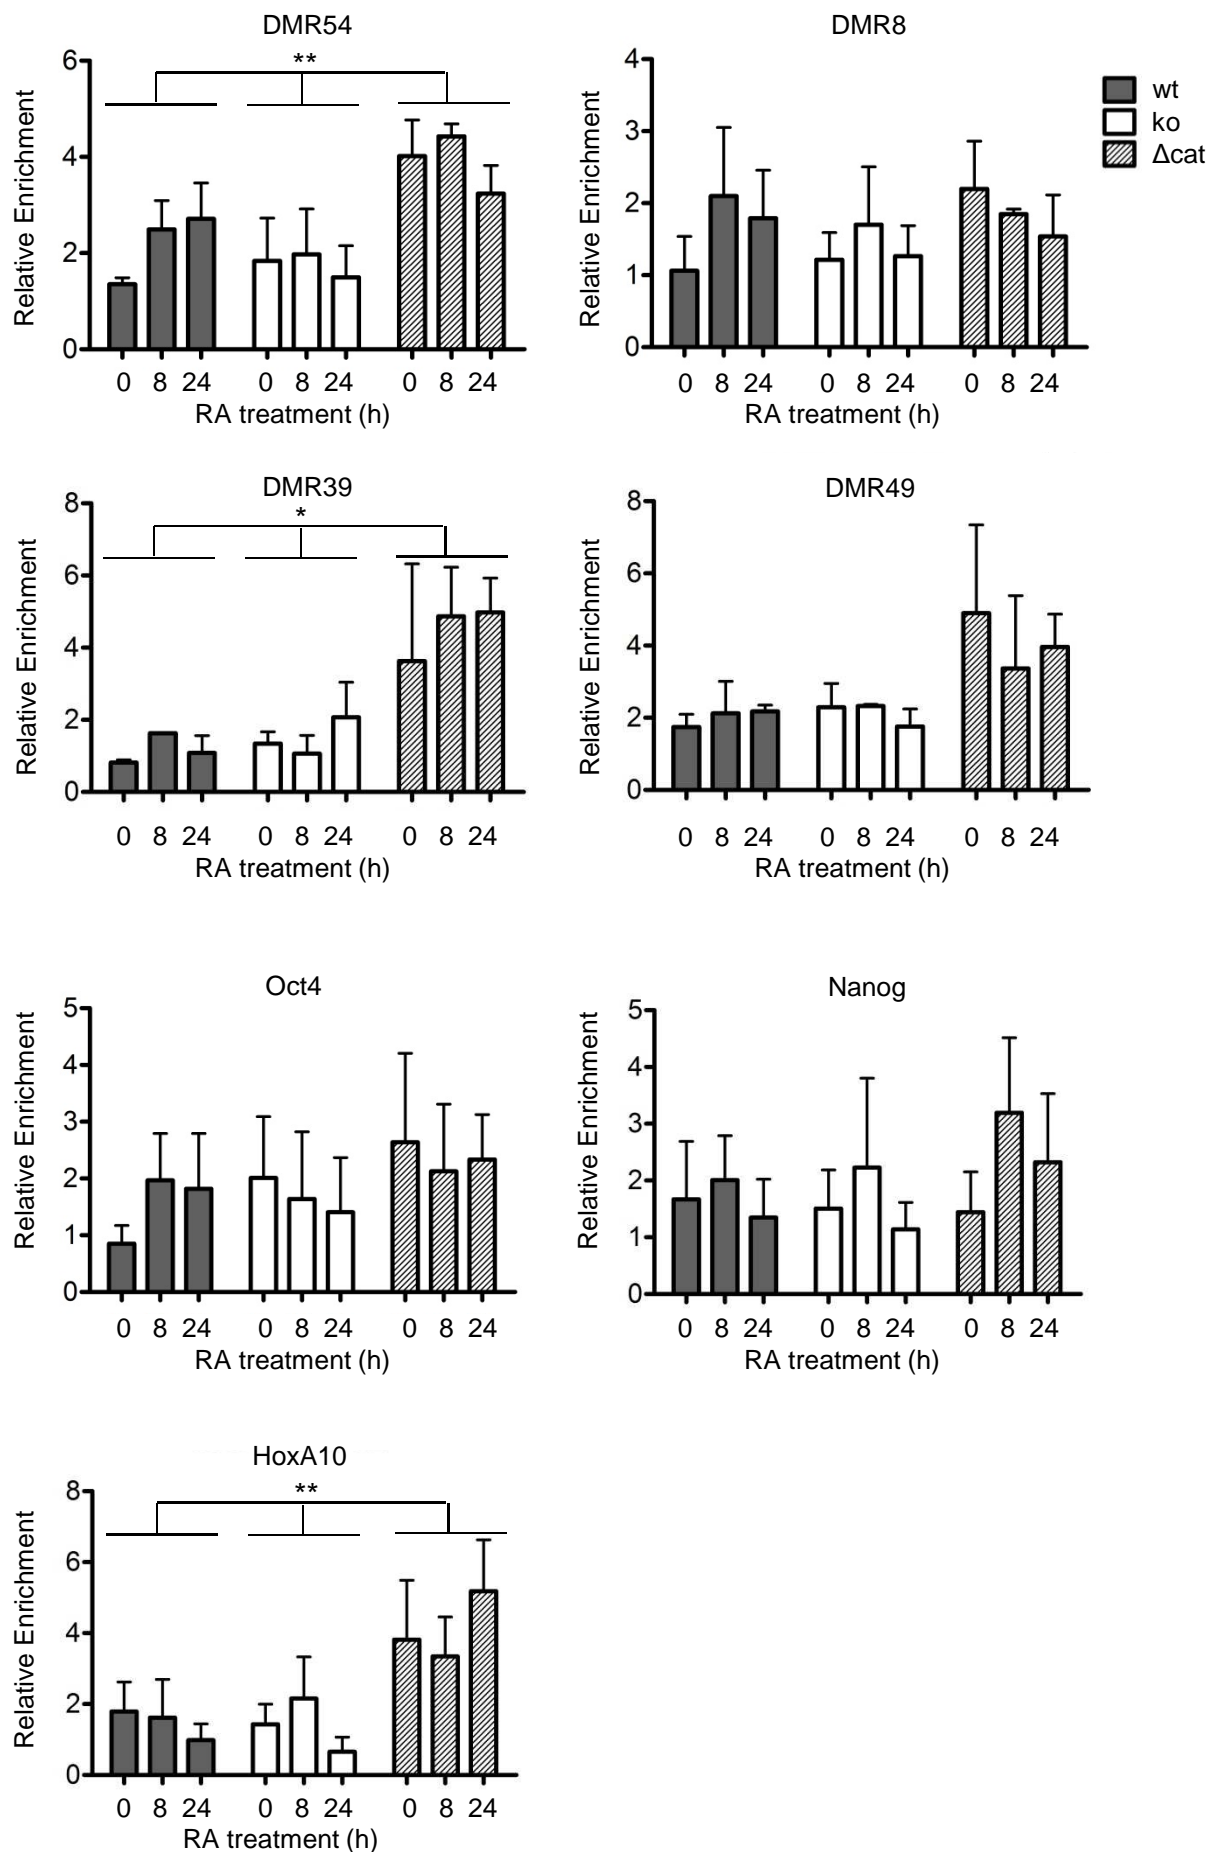 DMR54
**
Relative Enrichment
6
4
2
0
0 8 24 0 8 24 0 8 24
RA treatment (h)
DMR8
Relative Enrichment
4
3
2
1
0
0 8 24 0 8 24 0 8 24
RA treatment (h)
wt
ko
Δcat
DMR39
*
Relative Enrichment
8
6
4
2
0
0 8 24 0 8 24 0 8 24
RA treatment (h)
DMR49
Relative Enrichment
8
6
4
2
0
0 8 24 0 8 24 0 8 24
RA treatment (h)
Oct4
Relative Enrichment
5
4
3
2
1
0
0 8 24 0 8 24 0 8 24
RA treatment (h)
Nanog
Relative Enrichment
5
4
3
2
1
0
0 8 24 0 8 24 0 8 24
RA treatment (h)
HoxA10
**
Relative Enrichment
8
6
4
2
0
0 8 24 0 8 24 0 8 24
RA treatment (h)